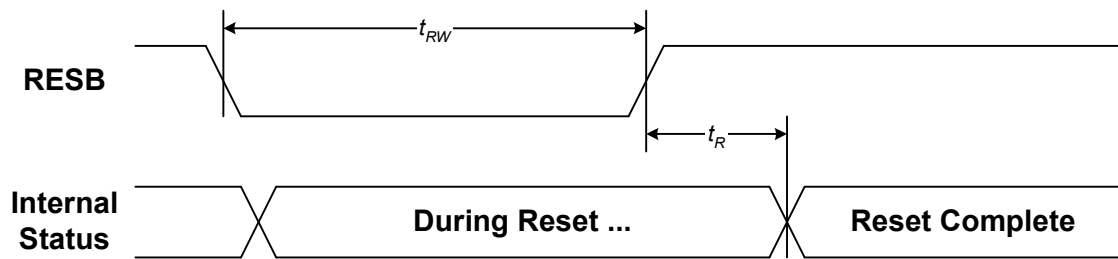 t_RW
RESB
t_R
Internal
Status
During Reset ...
Reset Complete